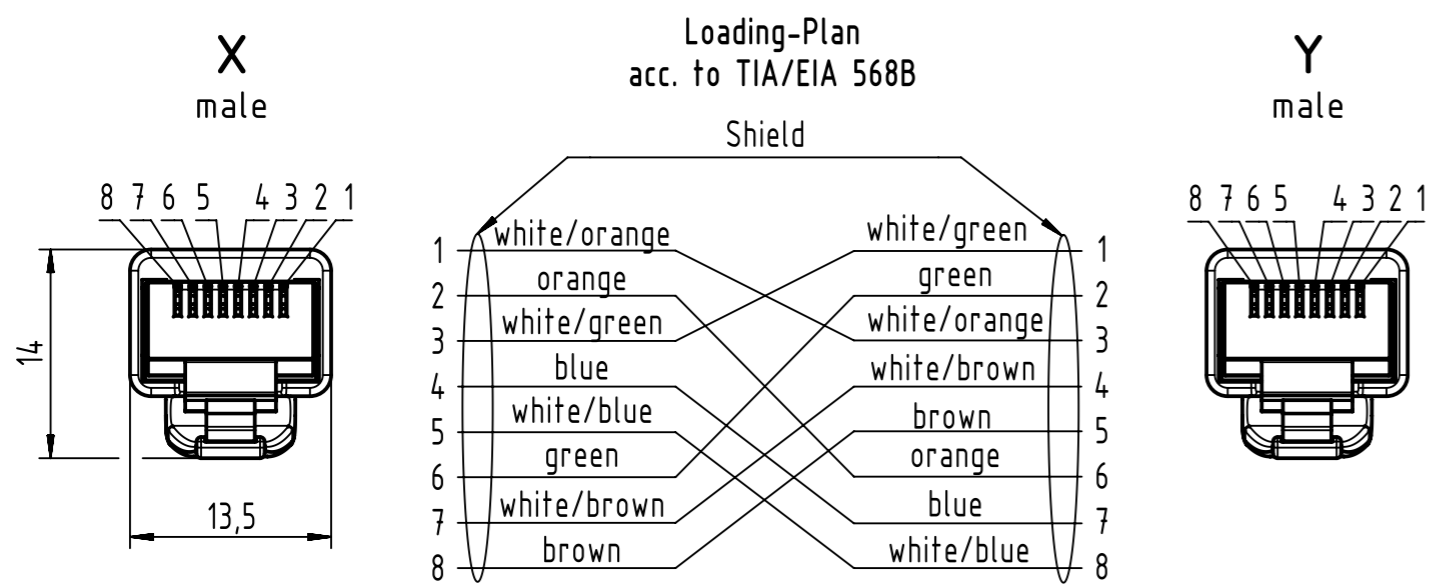 X
male
Loading-Plan
acc. to TIA/EIA 568B
Y
male
Shield
8 7 6 5 4 3 2 1
8 7 6 5 4 3 2 1
1 white/orange white/green 1
2 orange green 2
3 white/green white/orange 3
4 blue white/brown 4
5 white/blue brown 5
6 green orange 6
7 white/brown blue 7
8 brown white/blue 8
14
13,5